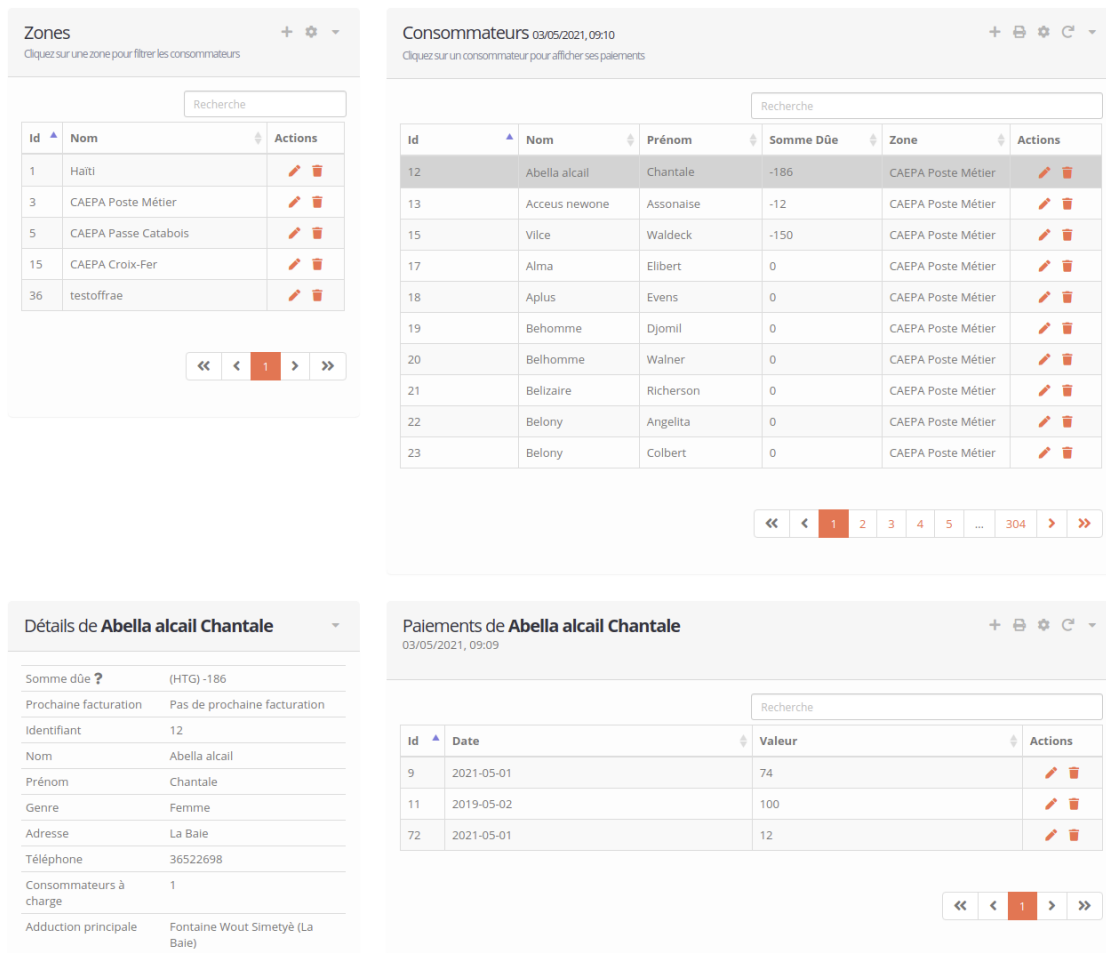 Zones
Cliquez sur une zone pour filtrer les consommateurs
Recherche
Id Nom Actions
1 Haïti
3 CAEPA Poste Métier
5 CAEPA Passe Catabois
15 CAEPA Croix-Fer
36 testoffrae
1
Consommateurs 03/05/2021, 09:10
Cliquez sur un consommateur pour afficher ses paiements
Recherche
Id Nom Prénom Somme Dûe Zone Actions
12 Abella alcail Chantale -186 CAEPA Poste Métier
13 Acceus newone Assonaise -12 CAEPA Poste Métier
15 Vilce Waldeck -150 CAEPA Poste Métier
17 Alma Elibert 0 CAEPA Poste Métier
18 Aplus Evens 0 CAEPA Poste Métier
19 Behomme Djomil 0 CAEPA Poste Métier
20 Belhomme Walner 0 CAEPA Poste Métier
21 Belizaire Richerson 0 CAEPA Poste Métier
22 Belony Angelita 0 CAEPA Poste Métier
23 Belony Colbert 0 CAEPA Poste Métier
1 2 3 4 5 ... 304
Détails de Abella alcail Chantale
Somme dûe ? (HTG) -186
Prochaine facturation Pas de prochaine facturation
Identifiant 12
Nom Abella alcail
Prénom Chantale
Genre Femme
Adresse La Baie
Téléphone 36522698
Consommateurs à 1
charge
Adduction principale Fontaine Wout Simetyè (La
Baie)
Paiements de Abella alcail Chantale
03/05/2021, 09:09
Recherche
Id Date Valeur Actions
9 2021-05-01 74
11 2019-05-02 100
72 2021-05-01 12
1